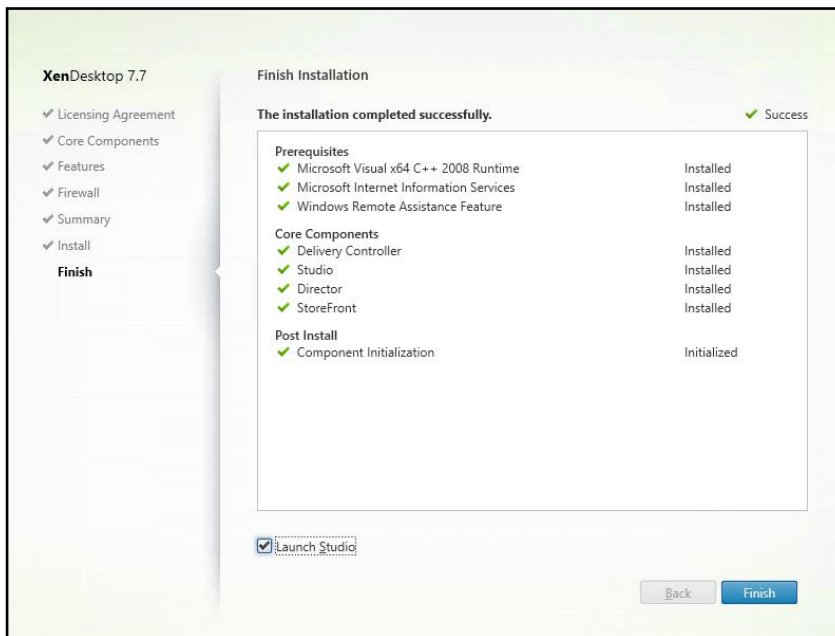 XenDesktop 7.7
Licensing Agreement
Core Components
Features
Firewall
Summary
Install
Finish
Finish Installation
The installation completed successfully. Success
Prerequisites
Microsoft Visual x64 C++ 2008 Runtime Installed
Microsoft Internet Information Services Installed
Windows Remote Assistance Feature Installed
Core Components
Delivery Controller Installed
Studio Installed
Director Installed
StoreFront Installed
Post Install
Component Initialization Initialized
Launch Studio
Back Finish